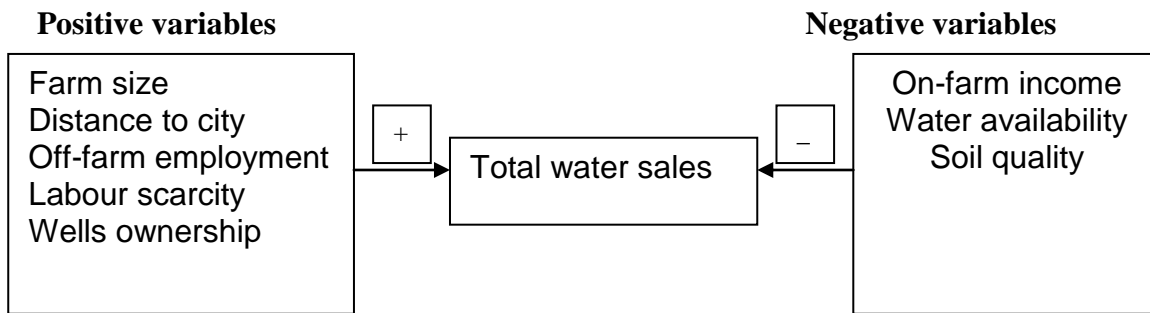 Positive variables
Negative variables
Farm size
Distance to city
Off-farm employment
Labour scarcity
Wells ownership
+
Total water sales
–
On-farm income
Water availability
Soil quality